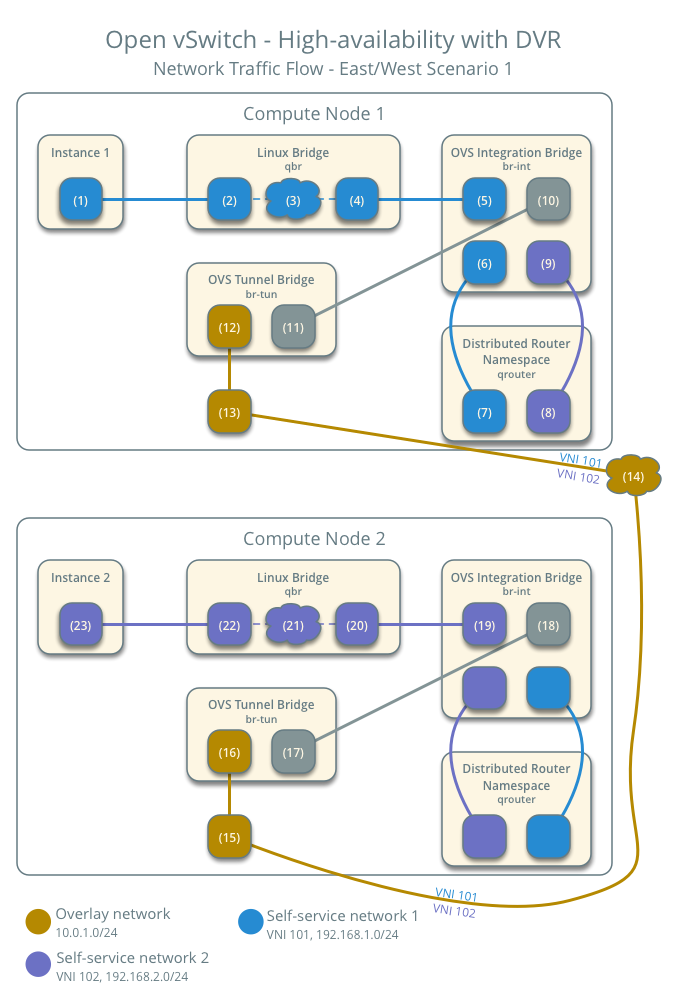 Open vSwitch - High-availability with DVR
Network Traffic Flow - East/West Scenario 1
Compute Node 1
Instance 1
(1)
Linux Bridge
qbr
(2)
(3)
(4)
OVS Integration Bridge
br-int
(5)
(10)
(6)
(9)
OVS Tunnel Bridge
br-tun
(12)
(11)
(13)
Distributed Router
Namespace
qrouter
(7)
(8)
VNI 101
VNI 102
(14)
Compute Node 2
Instance 2
(23)
Linux Bridge
qbr
(22)
(21)
(20)
OVS Integration Bridge
br-int
(19)
(18)
OVS Tunnel Bridge
br-tun
(16)
(17)
(15)
Distributed Router
Namespace
qrouter
VNI 101
VNI 102
Overlay network
10.0.1.0/24
Self-service network 1
VNI 101, 192.168.1.0/24
Self-service network 2
VNI 102, 192.168.2.0/24